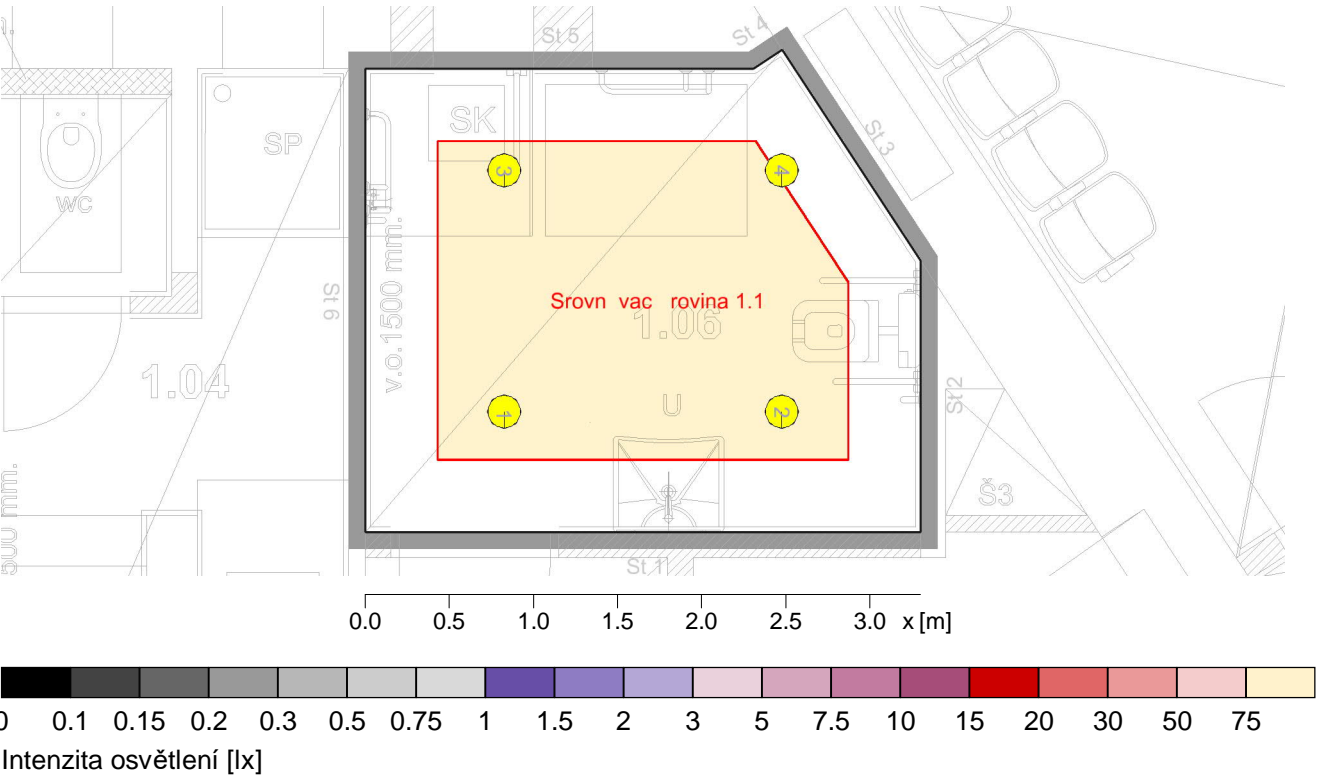 St 5
St 4
SK
SP
St 3
3
4
WC
v.o.1500 mm.
St 6
Srovn vac rovina 1.1
1.06
1.04
U
1
2
St 2
Š3
500 mm.
St 1
0.0 0.5 1.0 1.5 2.0 2.5 3.0 x [m]
0 0.1 0.15 0.2 0.3 0.5 0.75 1 1.5 2 3 5 7.5 10 15 20 30 50 75
Intenzita osvětlení [lx]